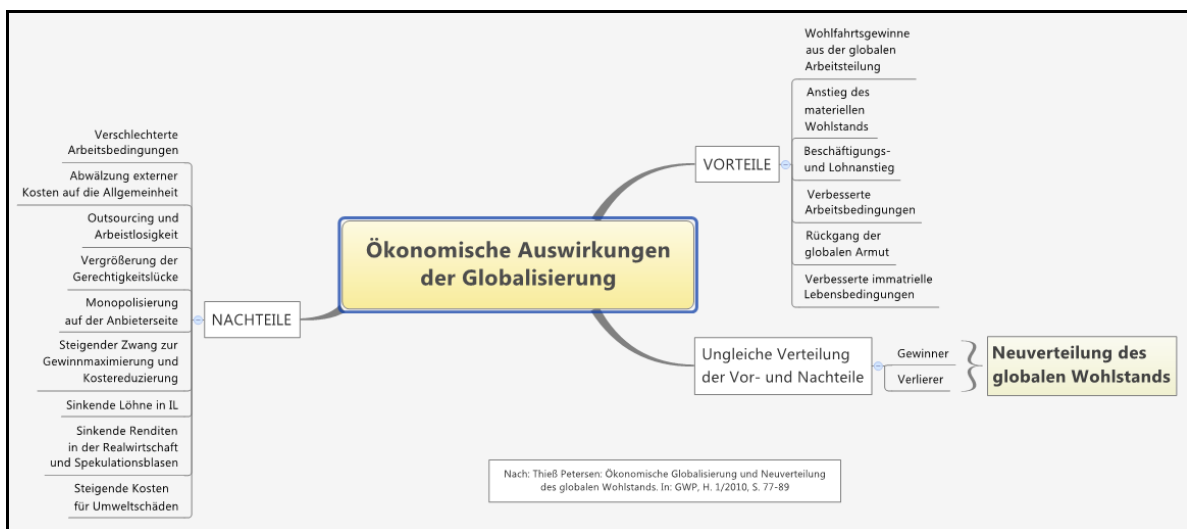 Ökonomische Auswirkungen
der Globalisierung
VORTEILE
Wohlfahrtsgewinne
aus der globalen
Arbeitsteilung
Anstieg des
materiellen
Wohlstands
Beschäftigungs-
und Lohnanstieg
Verbesserte
Arbeitsbedingungen
Rückgang der
globalen Armut
Verbesserte immatrielle
Lebensbedingungen
Ungleiche Verteilung
der Vor- und Nachteile
Gewinner
Verlierer
Neuverteilung des
globalen Wohlstands
NACHTEILE
Verschlechterte
Arbeitsbedingungen
Abwälzung externer
Kosten auf die Allgemeinheit
Outsourcing und
Arbeistlosigkeit
Vergrößerung der
Gerechtigkeitslücke
Monopolisierung
auf der Anbieterseite
Steigender Zwang zur
Gewinnmaximierung und
Kostereduzierung
Sinkende Löhne in IL
Sinkende Renditen
in der Realwirtschaft
und Spekulationsblasen
Steigende Kosten
für Umweltschäden
Nach: Thieß Petersen: Ökonomische Globalisierung und Neuverteilung
des globalen Wohlstands. In: GWP, H. 1/2010, S. 77-89